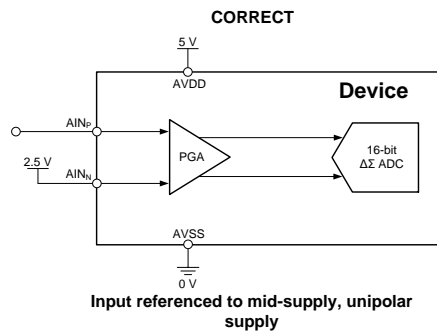 CORRECT
5 V
AVDD
Device
AINP
PGA
16-bit
ΔΣ ADC
2.5 V
AINN
AVSS
0 V
Input referenced to mid-supply, unipolar
supply